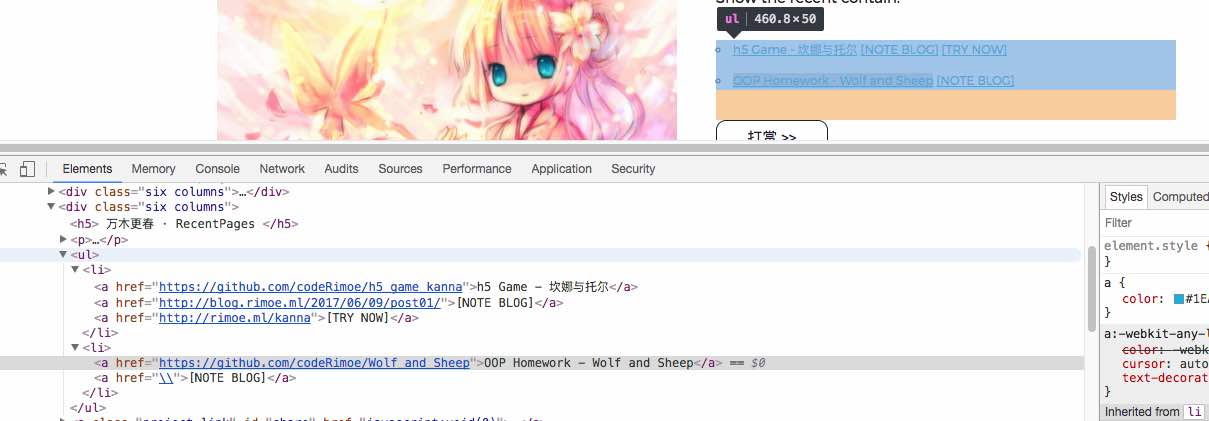 Show the recent contain.
ul 460.8×50
h5 Game - 坎娜与托尔 [NOTE BLOG] [TRY NOW]
OOP Homework - Wolf and Sheep [NOTE BLOG]
打赏 >>
Elements Memory Console Network Audits Sources Performance Application Security
▶<div class="six columns">…</div>
▼<div class="six columns">
<h5> 万木更春 · RecentPages </h5>
▶<p>…</p>
▼<ul>
▼<li>
<a href="https://github.com/codeRimoe/h5_game_kanna">h5 Game - 坎娜与托尔</a>
<a href="http://blog.rimoe.ml/2017/06/09/post01/">[NOTE BLOG]</a>
<a href="http://rimoe.ml/kanna">[TRY NOW]</a>
</li>
▼<li>
<a href="https://github.com/codeRimoe/Wolf_and_Sheep">OOP Homework - Wolf and Sheep</a> == $0
<a href="\\">[NOTE BLOG]</a>
</li>
</ul>
Styles Computed
Filter
element.style {
}
a {
color: #1EA
}
a:-webkit-any-l
color: -webk
cursor: auto
text-decorat
}
Inherited from li